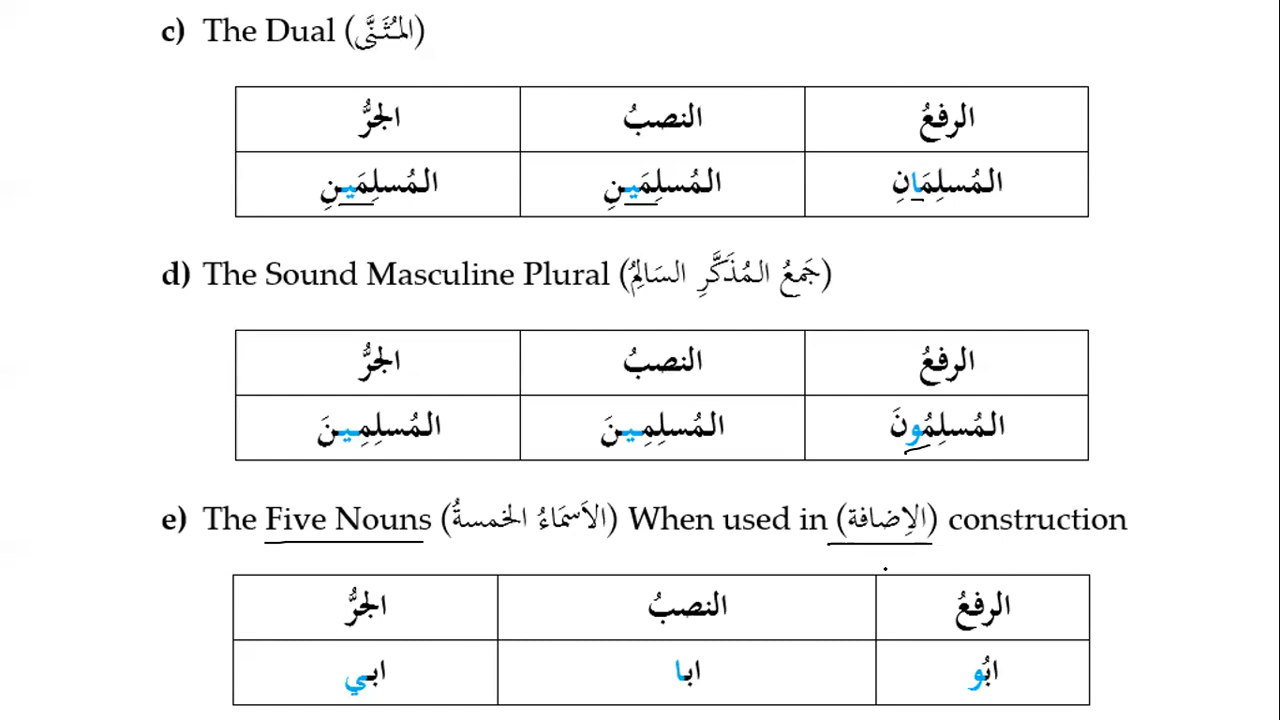 c) The Dual (المُثَنَّى)
الرفعُ النصبُ الجرُّ
المُسلِمَانِ المُسلِمَينِ المُسلِمَينِ
d) The Sound Masculine Plural (جَمعُ المُذَكَّرِ السَالِمُ)
الرفعُ النصبُ الجرُّ
المُسلِمُونَ المُسلِمِينَ المُسلِمِينَ
e) The Five Nouns (الاَسمَاءُ الخمسةُ) When used in (الاِضافة) construction
الرفعُ النصبُ الجرُّ
ابُو ابا ابي